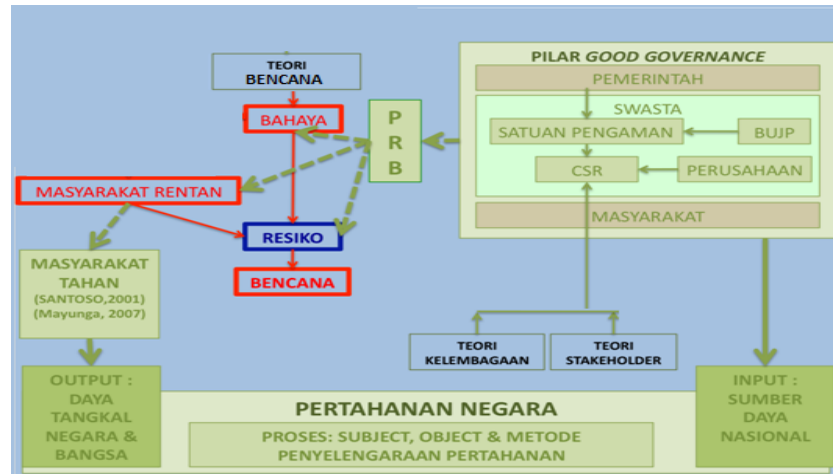 TEORI
BENCANA
BAHAYA
MASYARAKAT RENTAN
RESIKO
BENCANA
MASYARAKAT
TAHAN
(SANTOSO,2001)
(Mayunga, 2007)
P
R
B
PILAR GOOD GOVERNANCE
PEMERINTAH
SWASTA
SATUAN PENGAMAN
BUJP
CSR
PERUSAHAAN
MASYARAKAT
TEORI
KELEMBAGAAN
TEORI
STAKEHOLDER
OUTPUT :
DAYA
TANGKAL
NEGARA &
BANGSA
PERTAHANAN NEGARA
PROSES: SUBJECT, OBJECT & METODE
PENYELENGARAAN PERTAHANAN
INPUT :
SUMBER
DAYA
NASIONAL